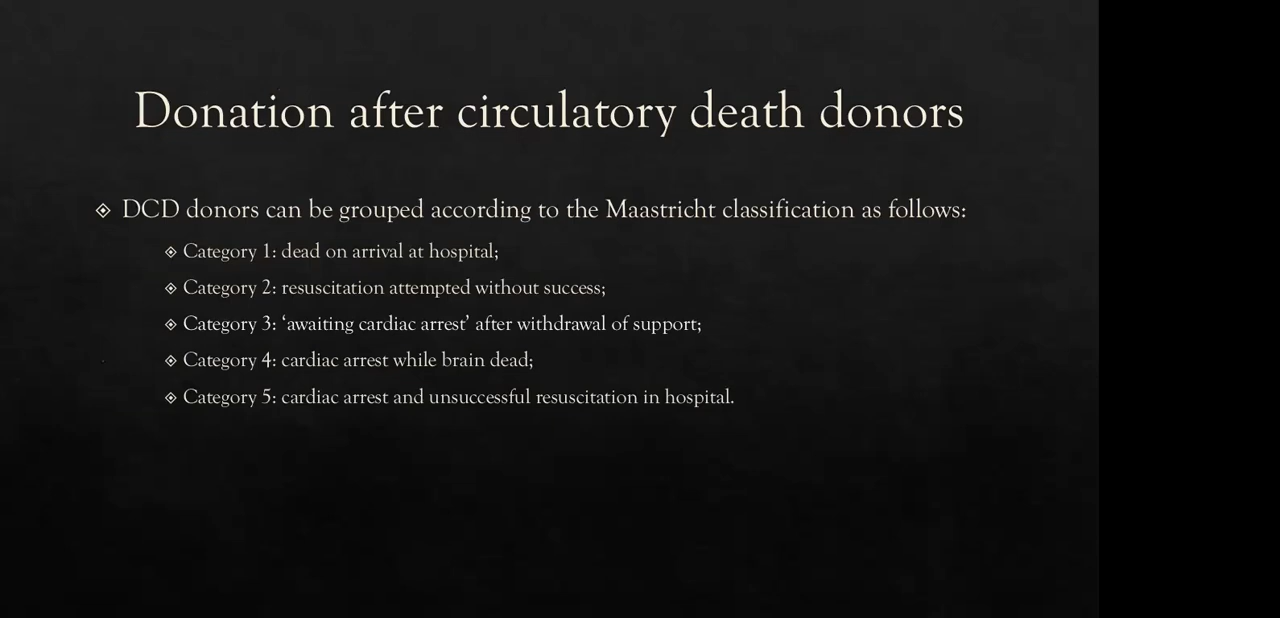 Donation after circulatory death donors
DCD donors can be grouped according to the Maastricht classification as follows:
Category 1: dead on arrival at hospital;
Category 2: resuscitation attempted without success;
Category 3: ‘awaiting cardiac arrest’ after withdrawal of support;
Category 4: cardiac arrest while brain dead;
Category 5: cardiac arrest and unsuccessful resuscitation in hospital.